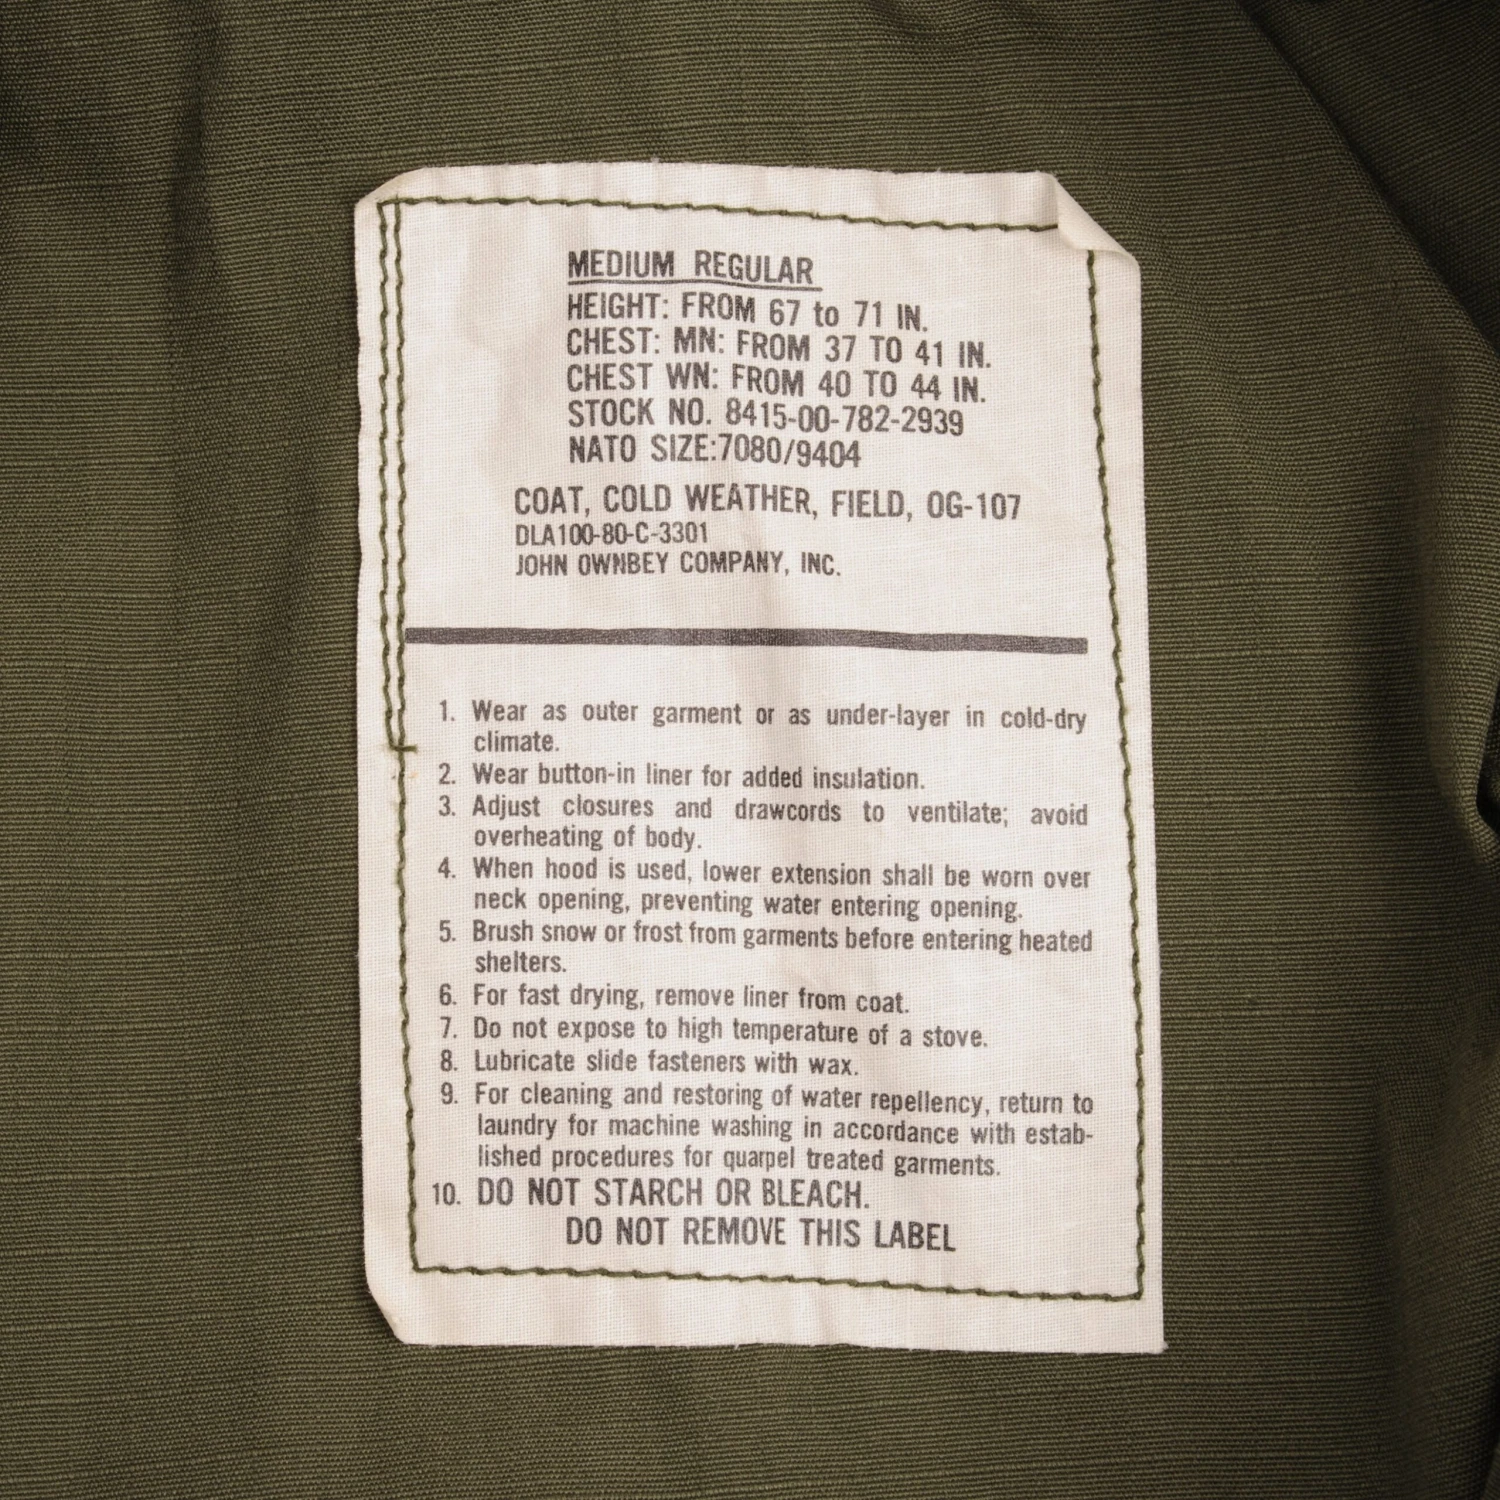 MEDIUM REGULAR
HEIGHT: FROM 67 to 71 IN.
CHEST: MN: FROM 37 TO 41 IN.
CHEST WN: FROM 40 TO 44 IN.
STOCK NO. 8415-00-782-2939
NATO SIZE:7080/9404
COAT, COLD WEATHER, FIELD, OG-107
DLA100-80-C-3301
JOHN OWNBEY COMPANY, INC.
1. Wear as outer garment or as under-layer in cold-dry
climate.
2. Wear button-in liner for added insulation.
3. Adjust closures and drawcords to ventilate; avoid
overheating of body.
4. When hood is used, lower extension shall be worn over
neck opening, preventing water entering opening.
5. Brush snow or frost from garments before entering heated
shelters.
6. For fast drying, remove liner from coat.
7. Do not expose to high temperature of a stove.
8. Lubricate slide fasteners with wax.
9. For cleaning and restoring of water repellency, return to
laundry for machine washing in accordance with estab-
lished procedures for quarpel treated garments.
10. DO NOT STARCH OR BLEACH.
DO NOT REMOVE THIS LABEL